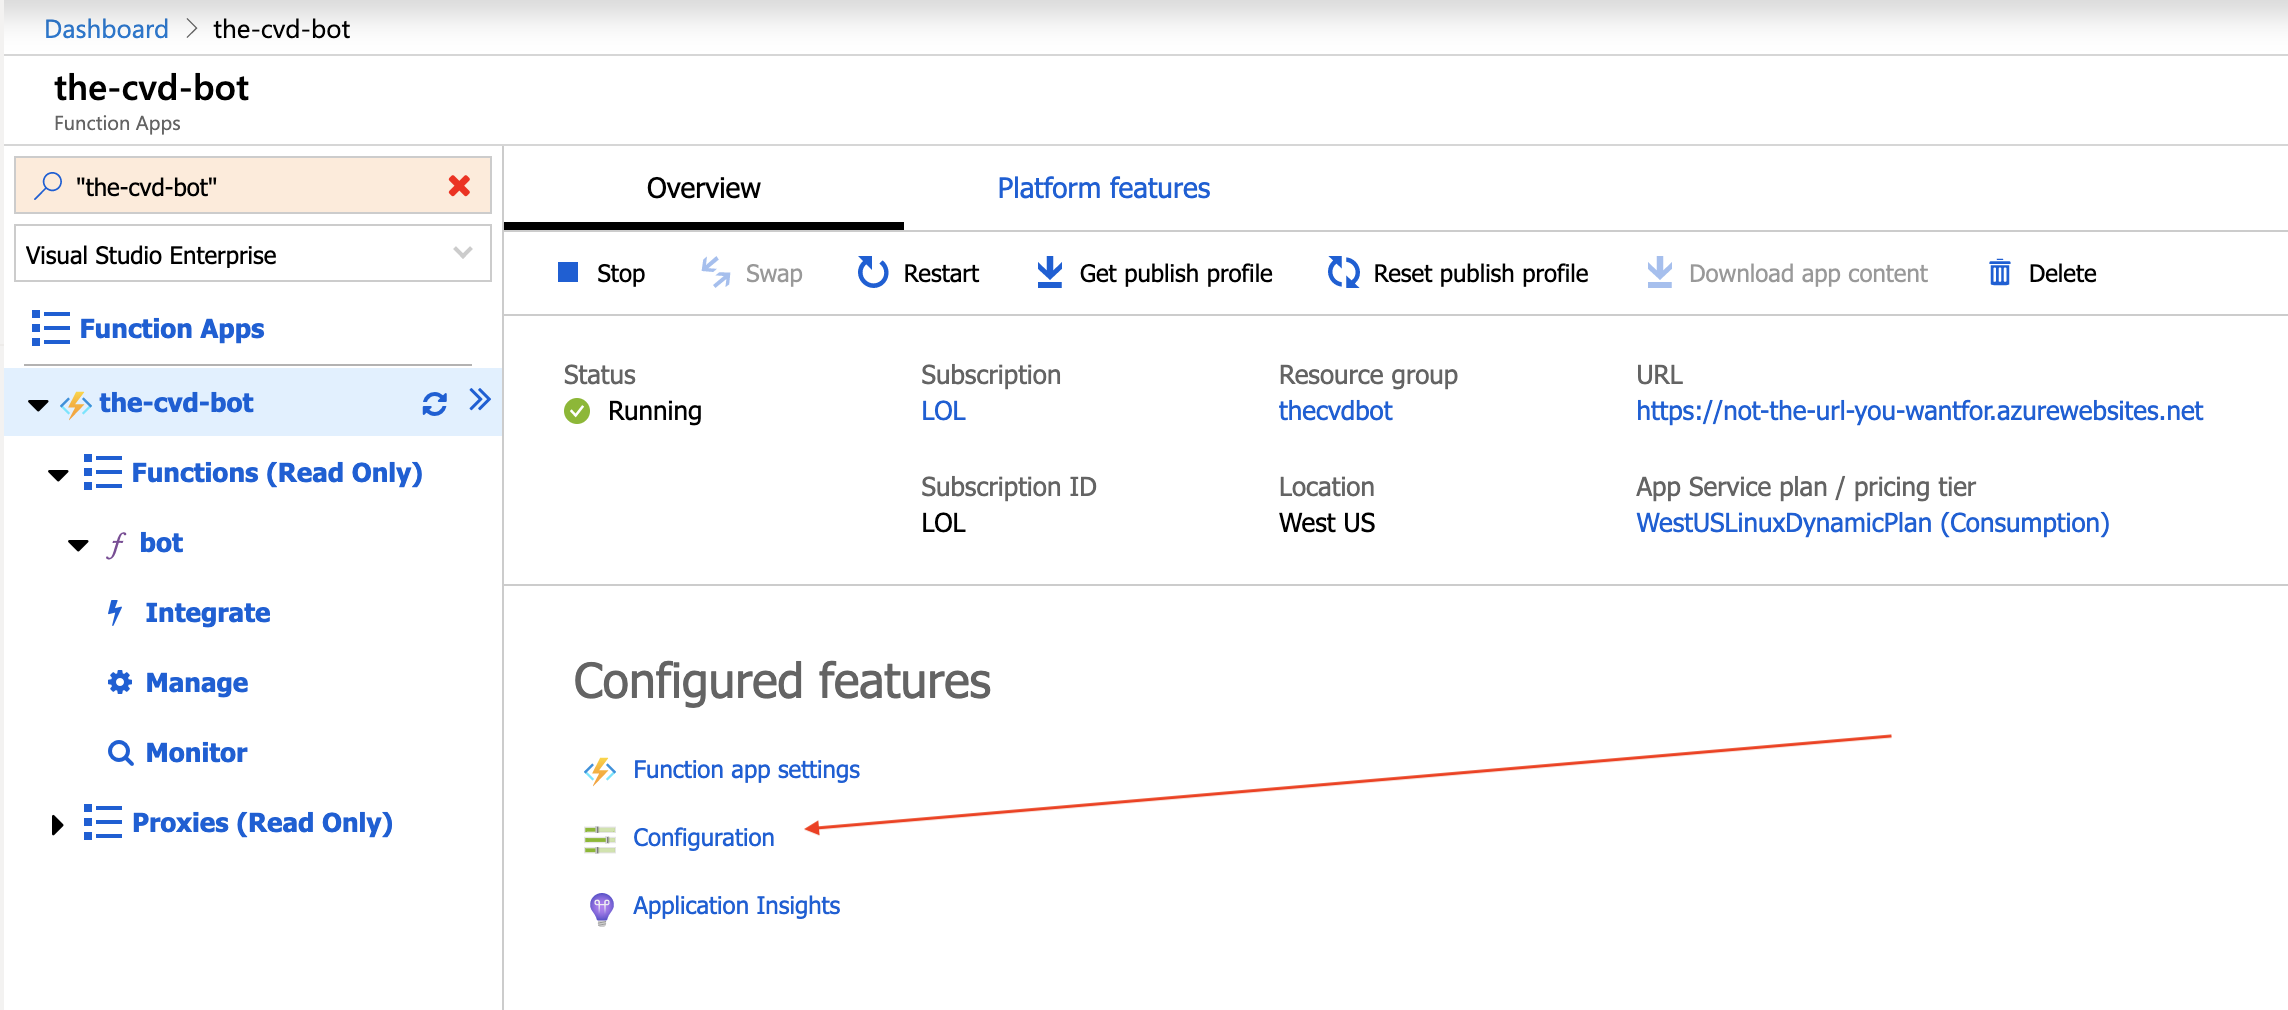 Dashboard > the-cvd-bot
the-cvd-bot
Function Apps
"the-cvd-bot"
Visual Studio Enterprise
Function Apps
the-cvd-bot
Functions (Read Only)
bot
Integrate
Manage
Monitor
Proxies (Read Only)
Overview Platform features
Stop Swap Restart Get publish profile Reset publish profile Download app content Delete
Status Subscription Resource group URL
Running LOL thecvdbot https://not-the-url-you-wantfor.azurewebsites.net
Subscription ID Location App Service plan / pricing tier
LOL West US WestUSLinuxDynamicPlan (Consumption)
Configured features
Function app settings
Configuration
Application Insights